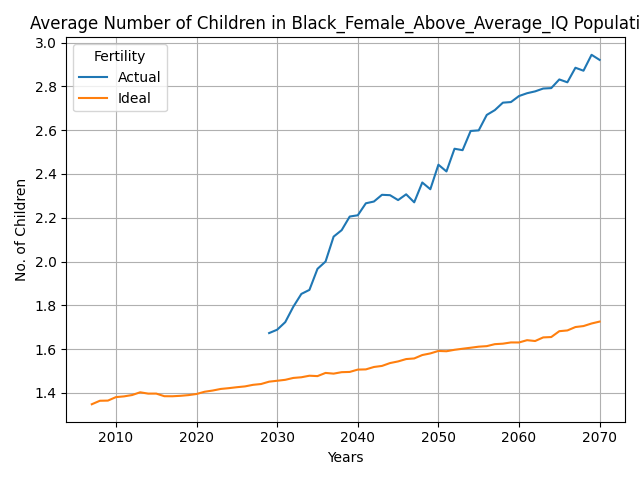 Average Number of Children in Black_Female_Above_Average_IQ Populati
Fertility
Actual
Ideal
3.0
2.8
2.6
2.4
2.2
2.0
1.8
1.6
1.4
No. of Children
2010 2020 2030 2040 2050 2060 2070
Years